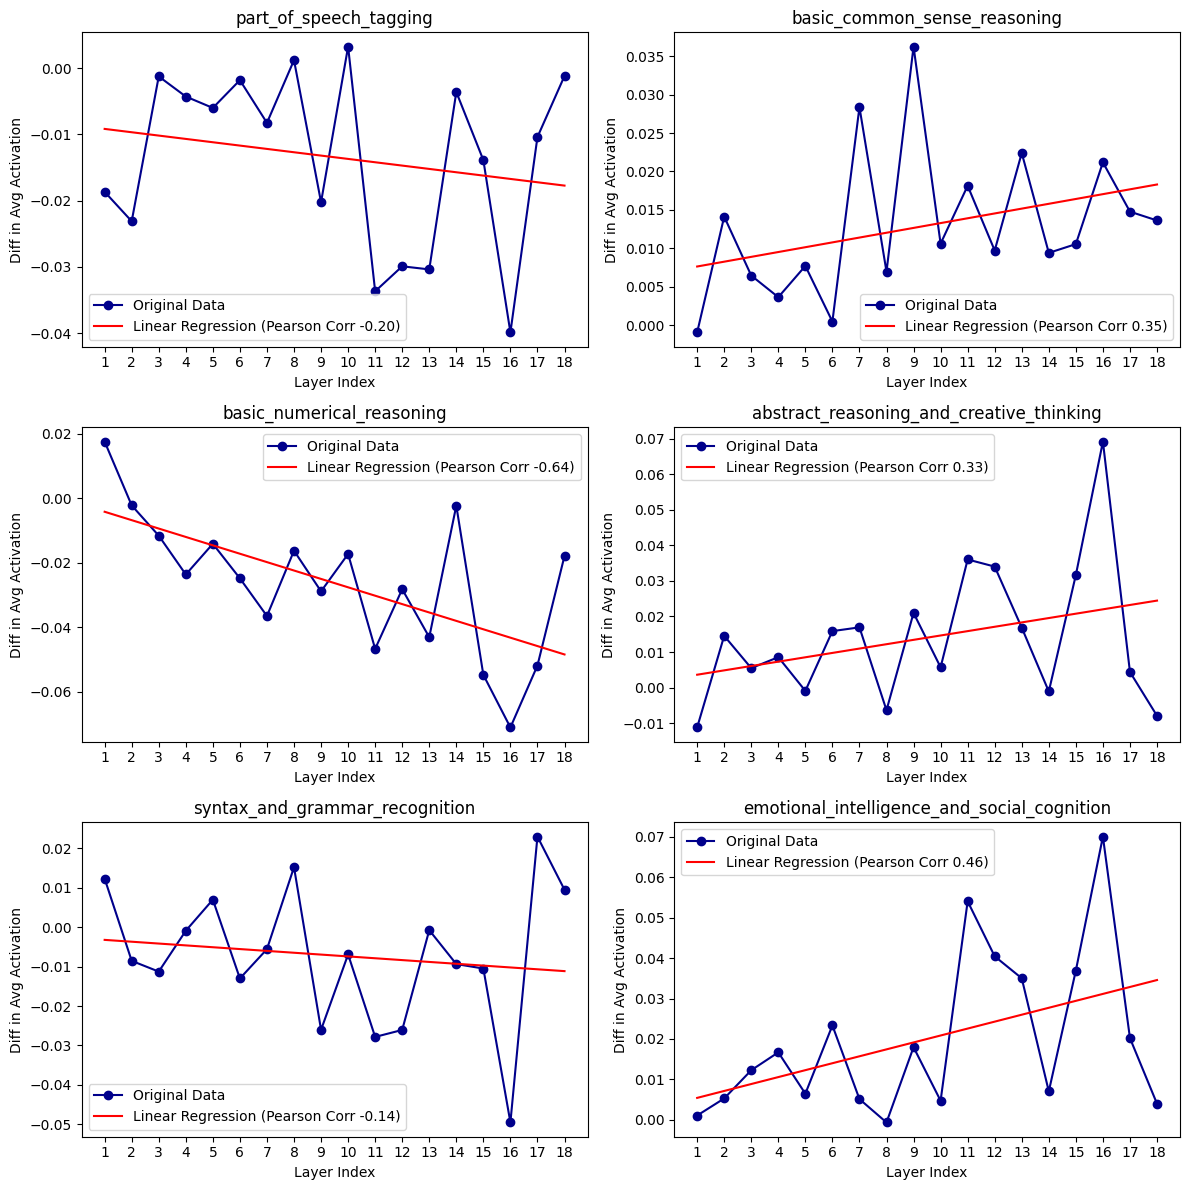 part_of_speech_tagging
Diff in Avg Activation
0.00
−0.01
−0.02
−0.03
−0.04
Original Data
Linear Regression (Pearson Corr -0.20)
1 2 3 4 5 6 7 8 9 10 11 12 13 14 15 16 17 18
Layer Index
basic_common_sense_reasoning
Diff in Avg Activation
0.035
0.030
0.025
0.020
0.015
0.010
0.005
0.000
Original Data
Linear Regression (Pearson Corr 0.35)
1 2 3 4 5 6 7 8 9 10 11 12 13 14 15 16 17 18
Layer Index
basic_numerical_reasoning
Diff in Avg Activation
0.02
0.00
−0.02
−0.04
−0.06
Original Data
Linear Regression (Pearson Corr -0.64)
1 2 3 4 5 6 7 8 9 10 11 12 13 14 15 16 17 18
Layer Index
abstract_reasoning_and_creative_thinking
Diff in Avg Activation
0.07
0.06
0.05
0.04
0.03
0.02
0.01
0.00
−0.01
Original Data
Linear Regression (Pearson Corr 0.33)
1 2 3 4 5 6 7 8 9 10 11 12 13 14 15 16 17 18
Layer Index
syntax_and_grammar_recognition
Diff in Avg Activation
0.02
0.01
0.00
−0.01
−0.02
−0.03
−0.04
−0.05
Original Data
Linear Regression (Pearson Corr -0.14)
1 2 3 4 5 6 7 8 9 10 11 12 13 14 15 16 17 18
Layer Index
emotional_intelligence_and_social_cognition
Diff in Avg Activation
0.07
0.06
0.05
0.04
0.03
0.02
0.01
0.00
Original Data
Linear Regression (Pearson Corr 0.46)
1 2 3 4 5 6 7 8 9 10 11 12 13 14 15 16 17 18
Layer Index